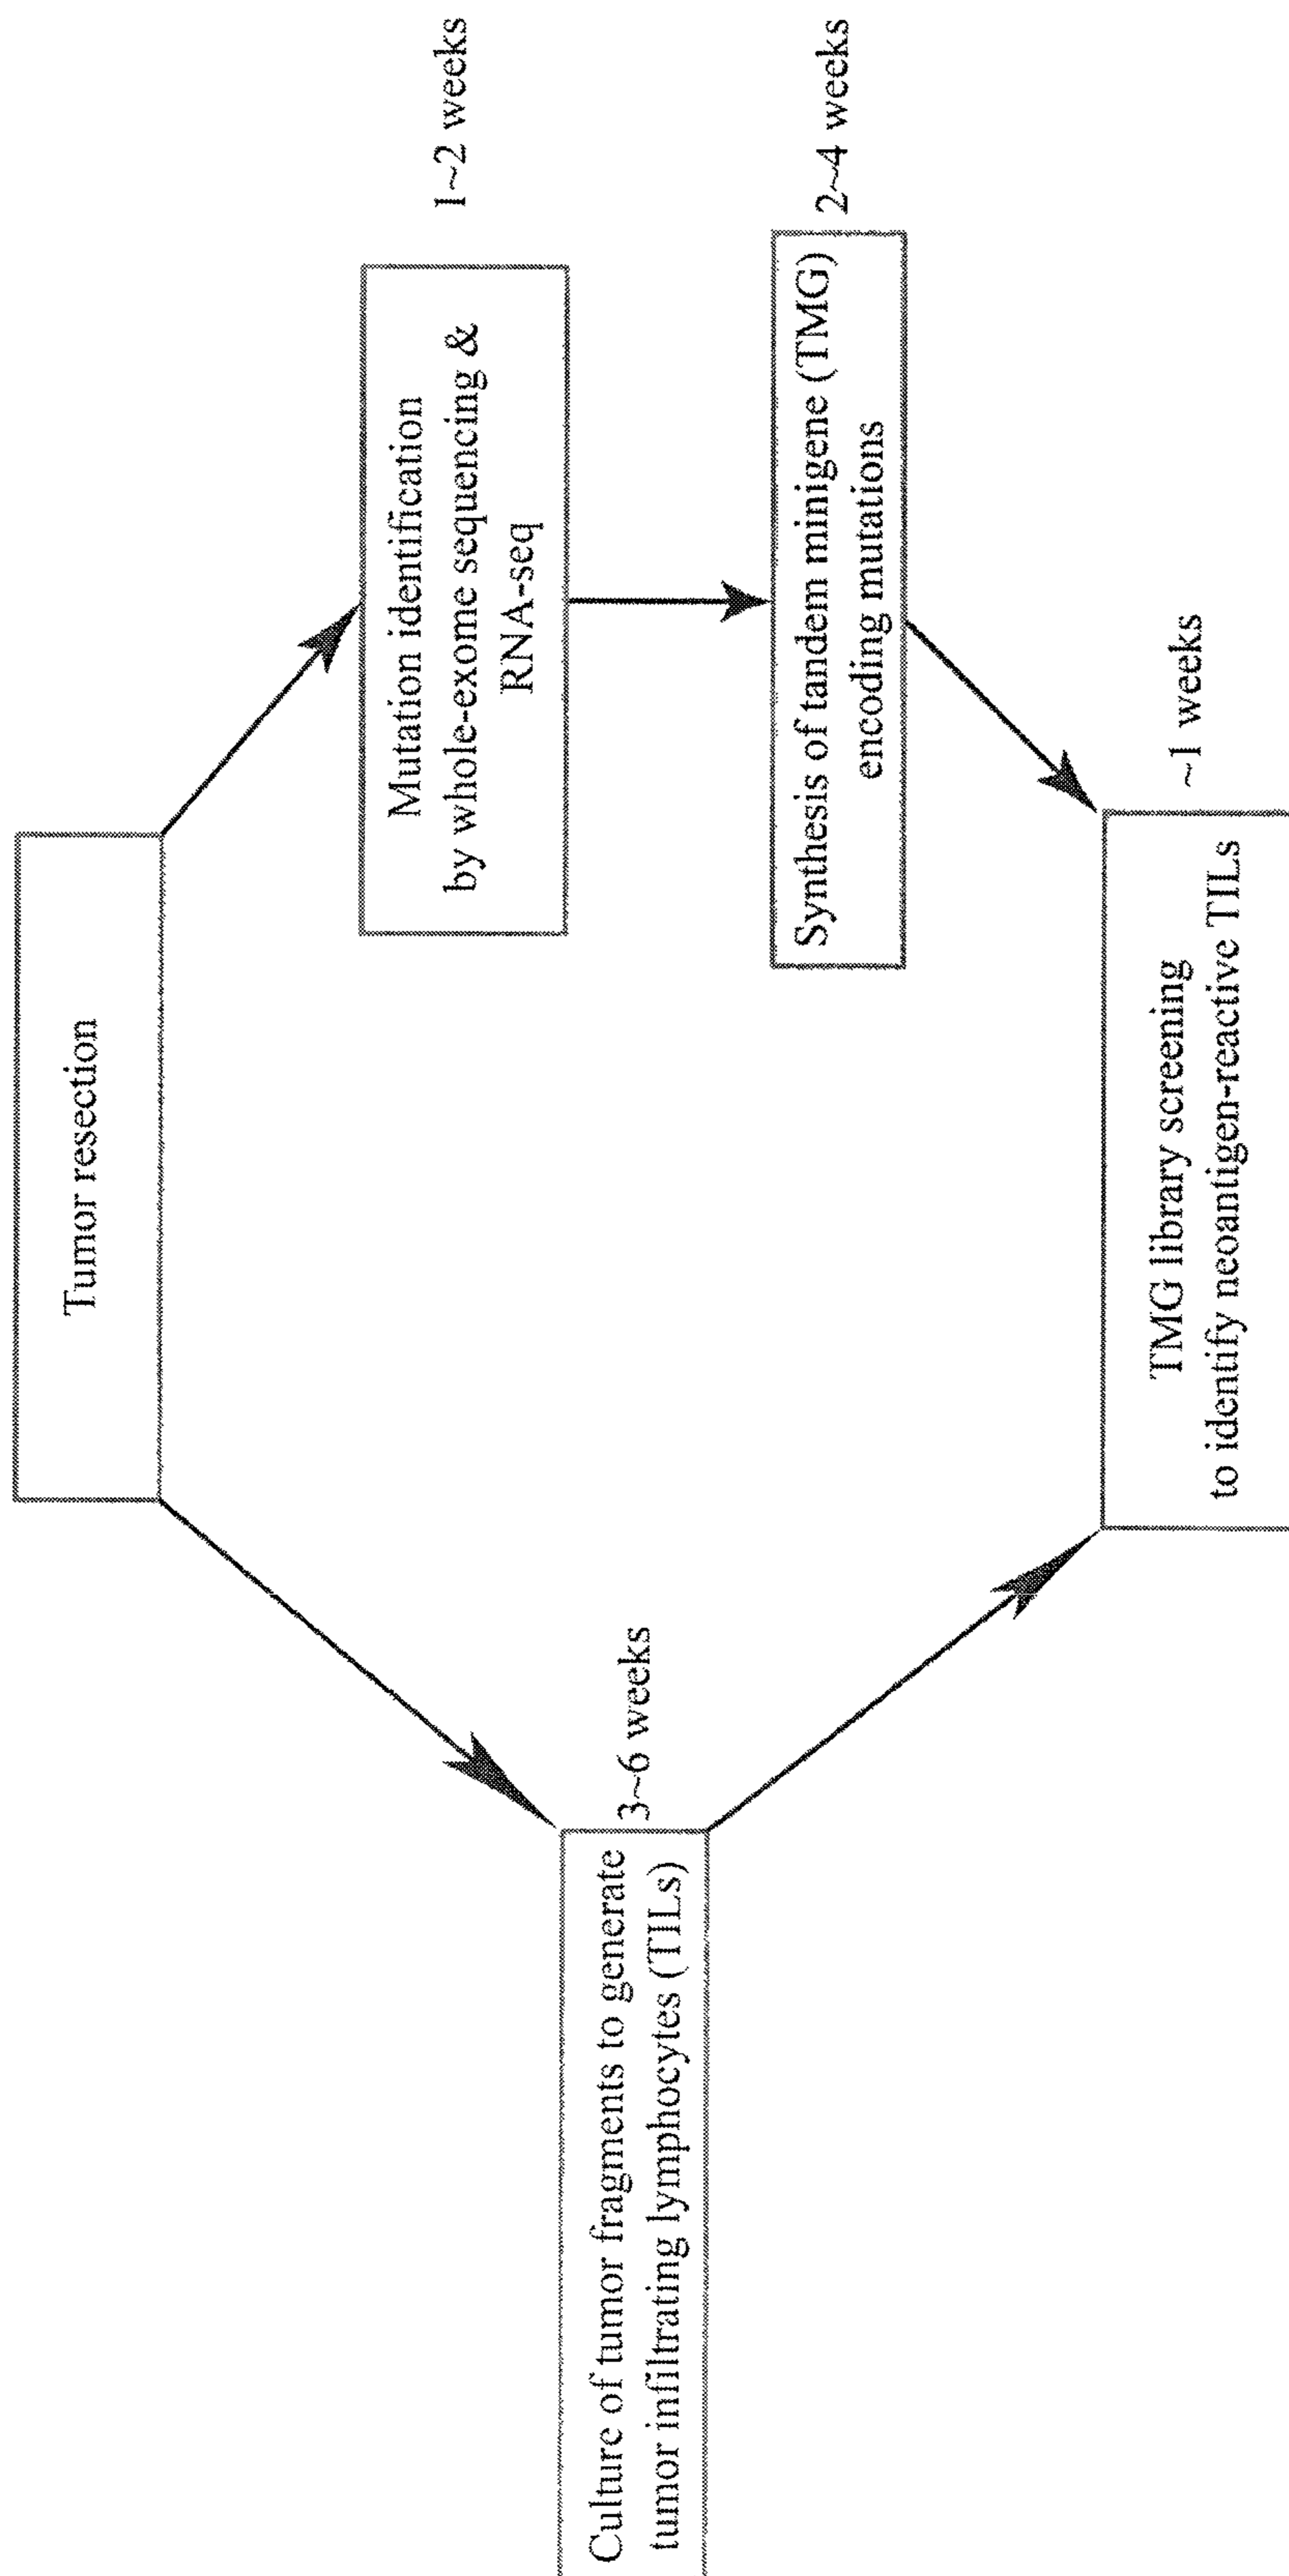 Tumor resection
Mutation identification
by whole-exome sequencing &
RNA-seq
1~2 weeks
Culture of tumor fragments to generate
tumor infiltrating lymphocytes (TILs)
3~6 weeks
Synthesis of tandem minigene (TMG)
encoding mutations
2~4 weeks
TMG library screening
to identify neoantigen-reactive TILs
~1 weeks